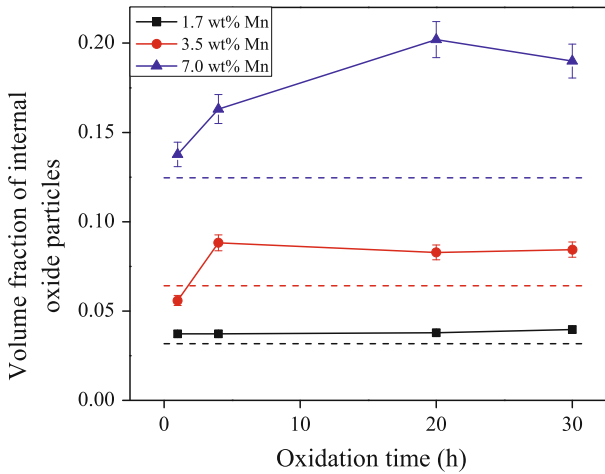 1.7 wt% Mn
3.5 wt% Mn
7.0 wt% Mn
Volume fraction of internal
oxide particles
0.20
0.15
0.10
0.05
0.00
0
10
20
30
Oxidation time (h)